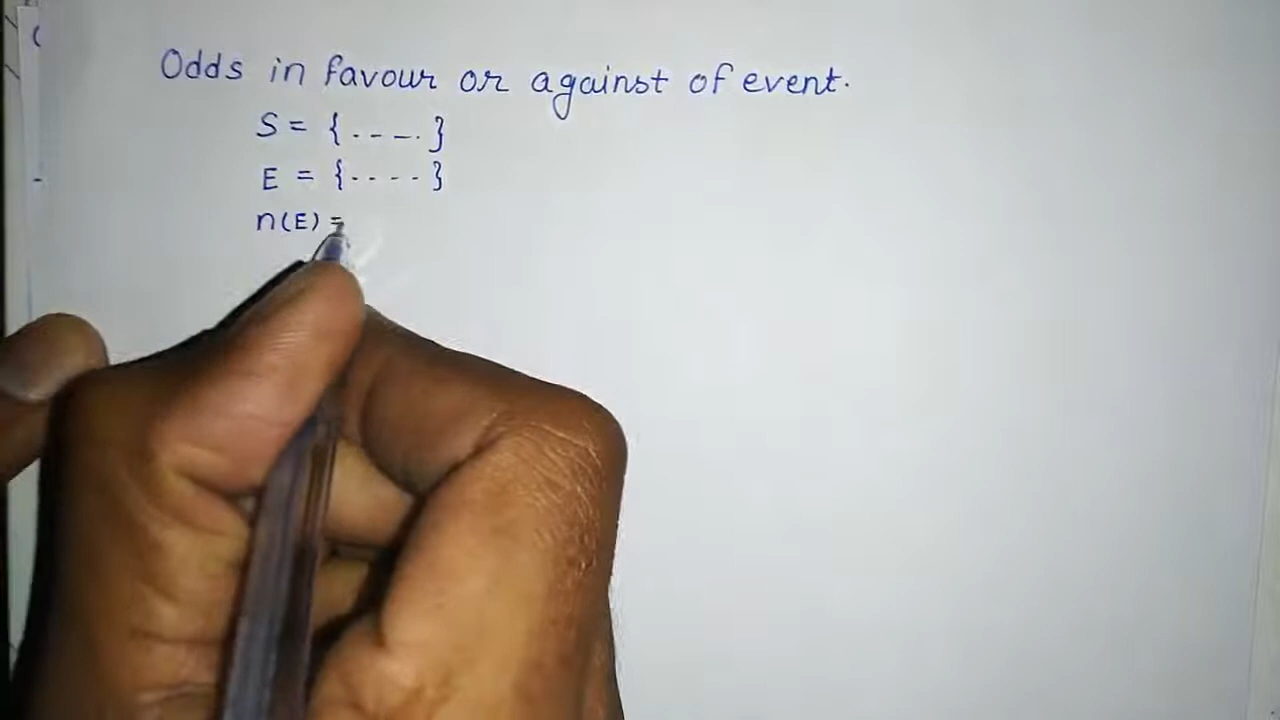 Odds in favour or against of event.
S = {.--–.}
E = {----}
n(E) =